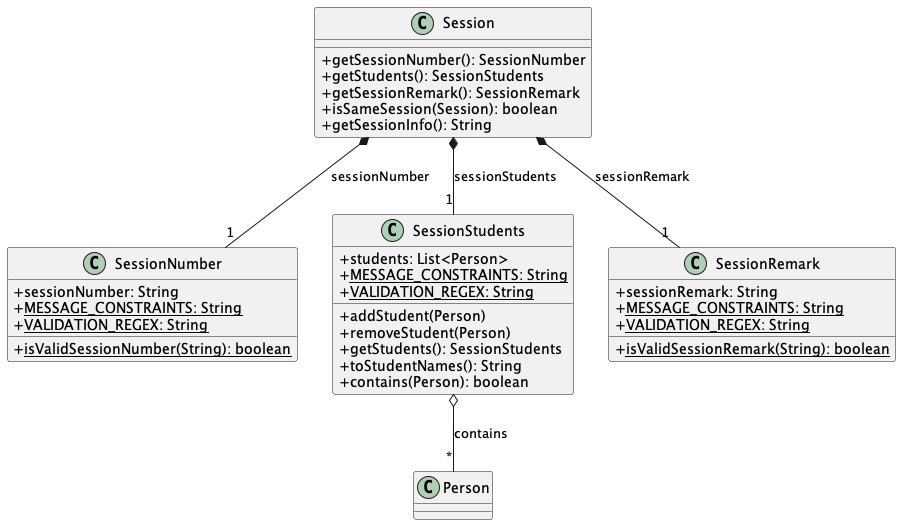 C Session
+getSessionNumber(): SessionNumber
+getStudents(): SessionStudents
+getSessionRemark(): SessionRemark
+isSameSession(Session): boolean
+getSessionInfo(): String
sessionNumber
sessionStudents
sessionRemark
1
1
1
C SessionNumber
+sessionNumber: String
+MESSAGE_CONSTRAINTS: String
+VALIDATION_REGEX: String
+isValidSessionNumber(String): boolean
C SessionStudents
+students: List<Person>
+MESSAGE_CONSTRAINTS: String
+VALIDATION_REGEX: String
+addStudent(Person)
+removeStudent(Person)
+getStudents(): SessionStudents
+toStudentNames(): String
+contains(Person): boolean
C SessionRemark
+sessionRemark: String
+MESSAGE_CONSTRAINTS: String
+VALIDATION_REGEX: String
+isValidSessionRemark(String): boolean
contains
*
C Person